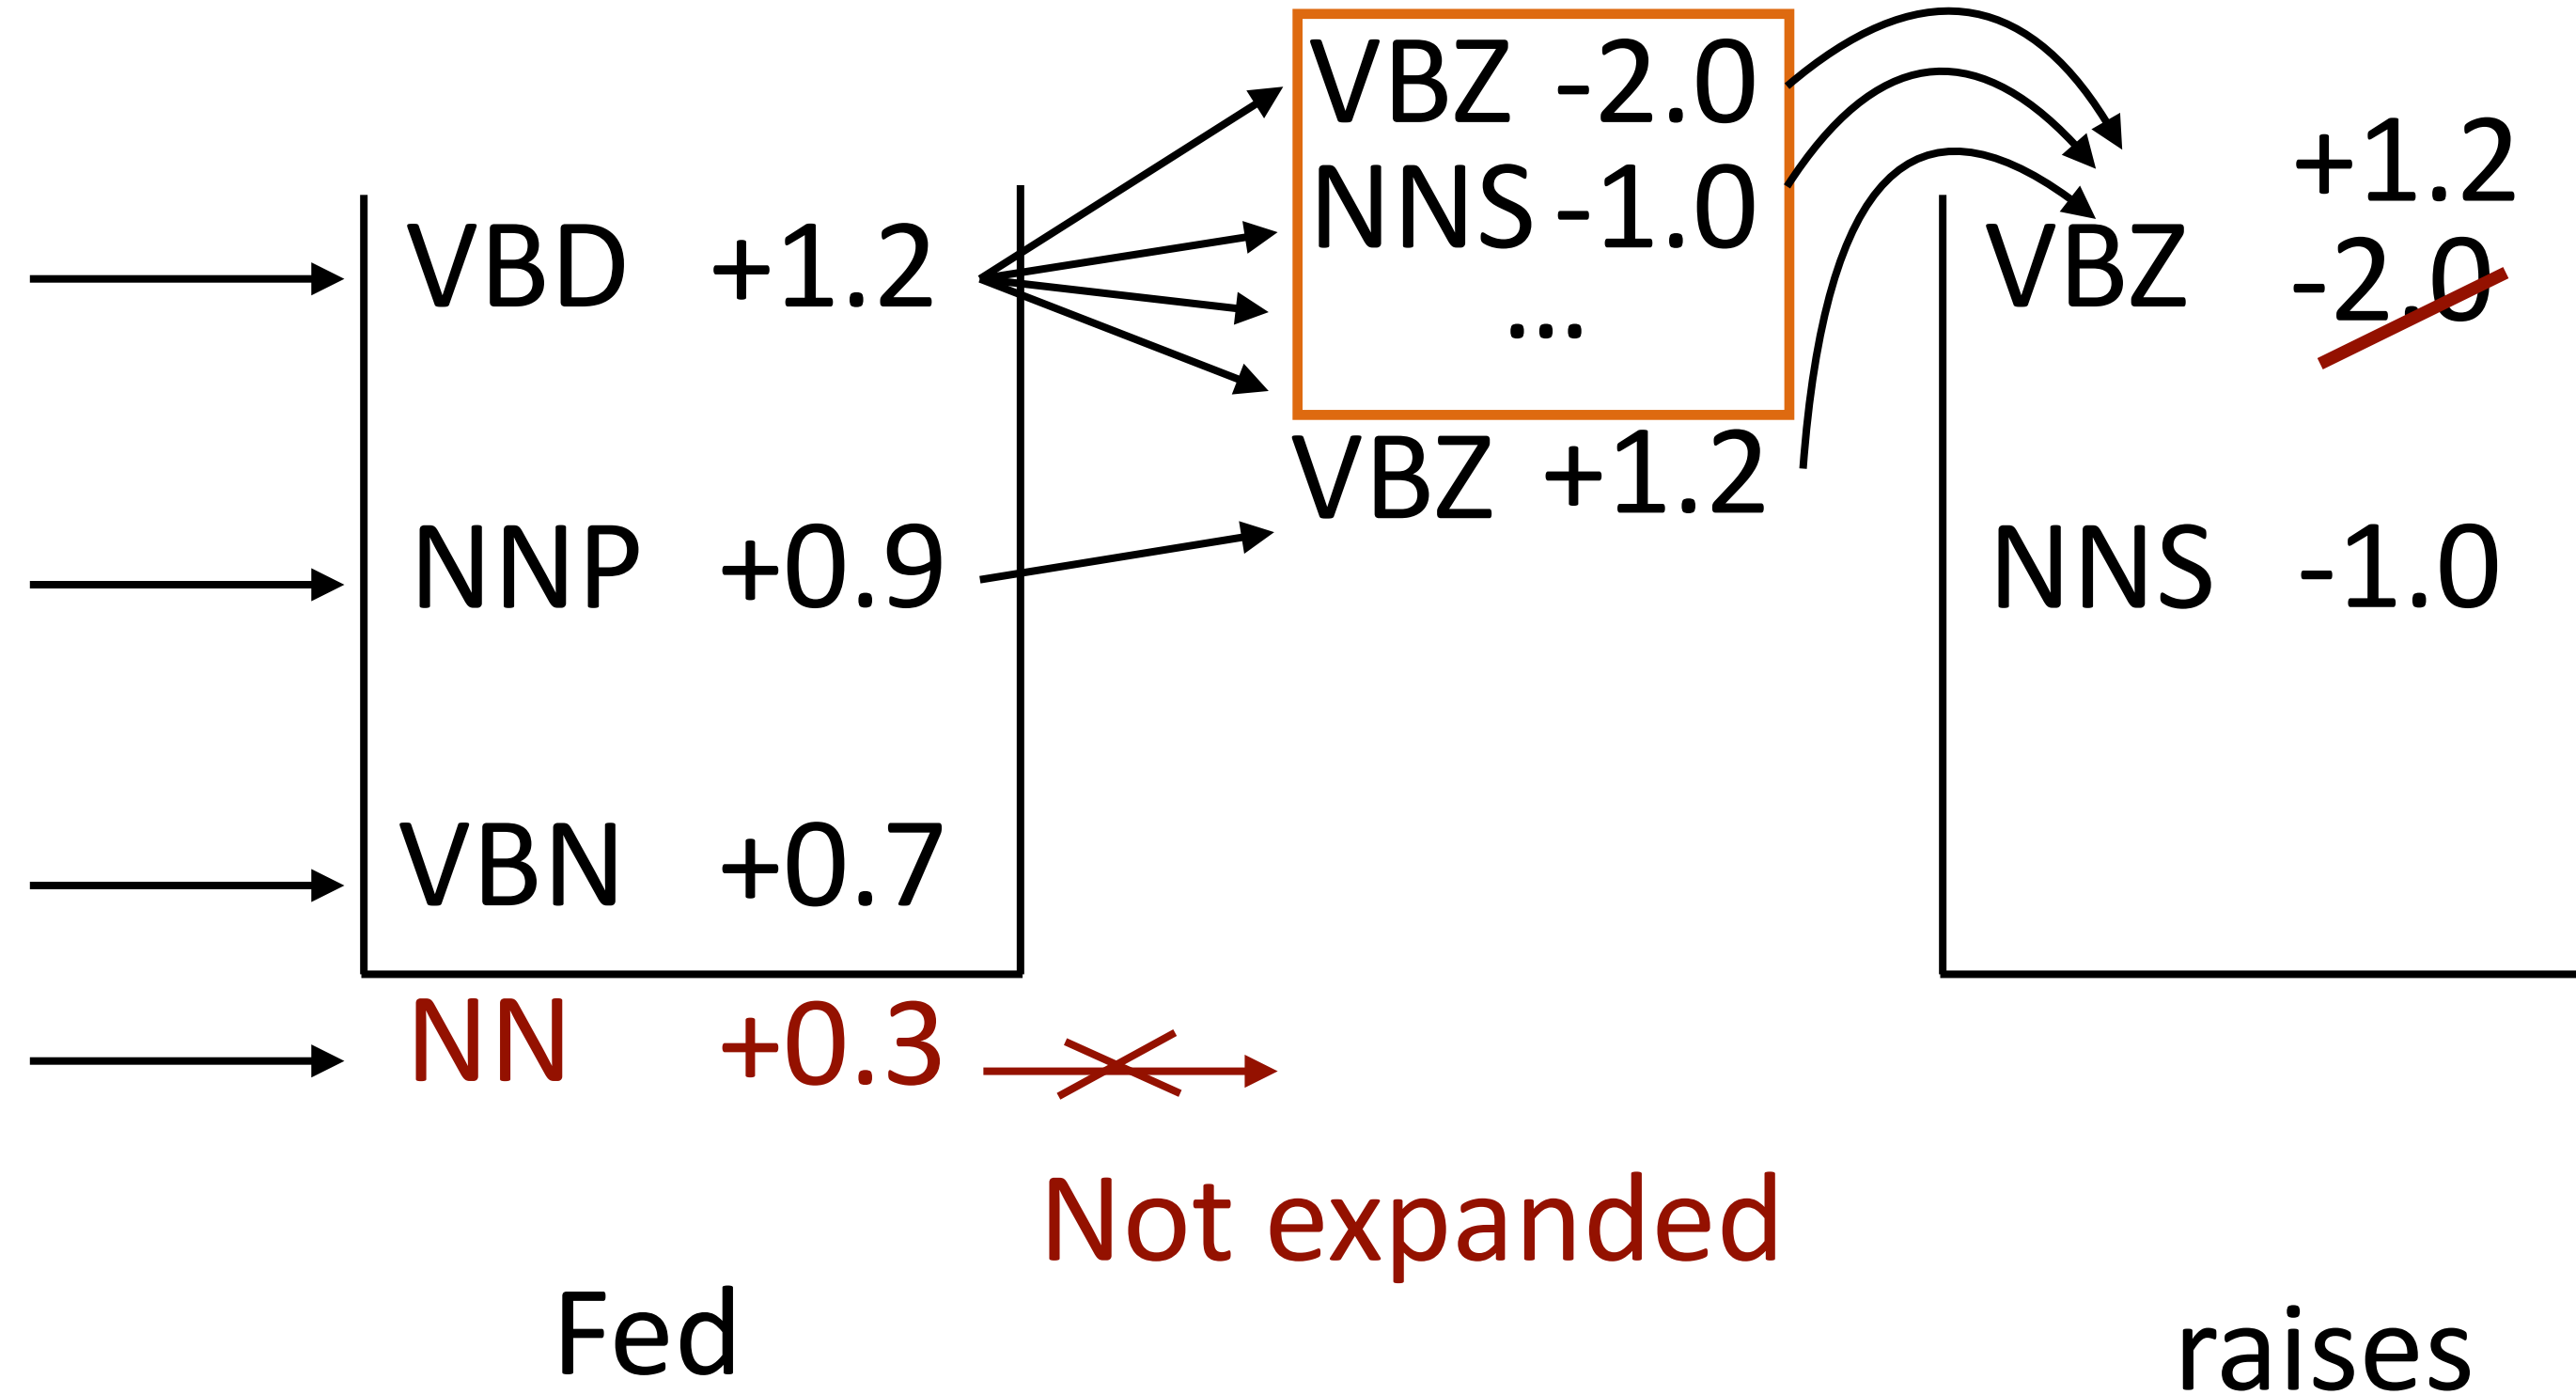 VBD +1.2
NNP +0.9
VBN +0.7
NN +0.3
Fed
VBZ -2.0
NNS -1.0
...
VBZ +1.2
Not expanded
+1.2
VBZ -2.0
NNS -1.0
raises